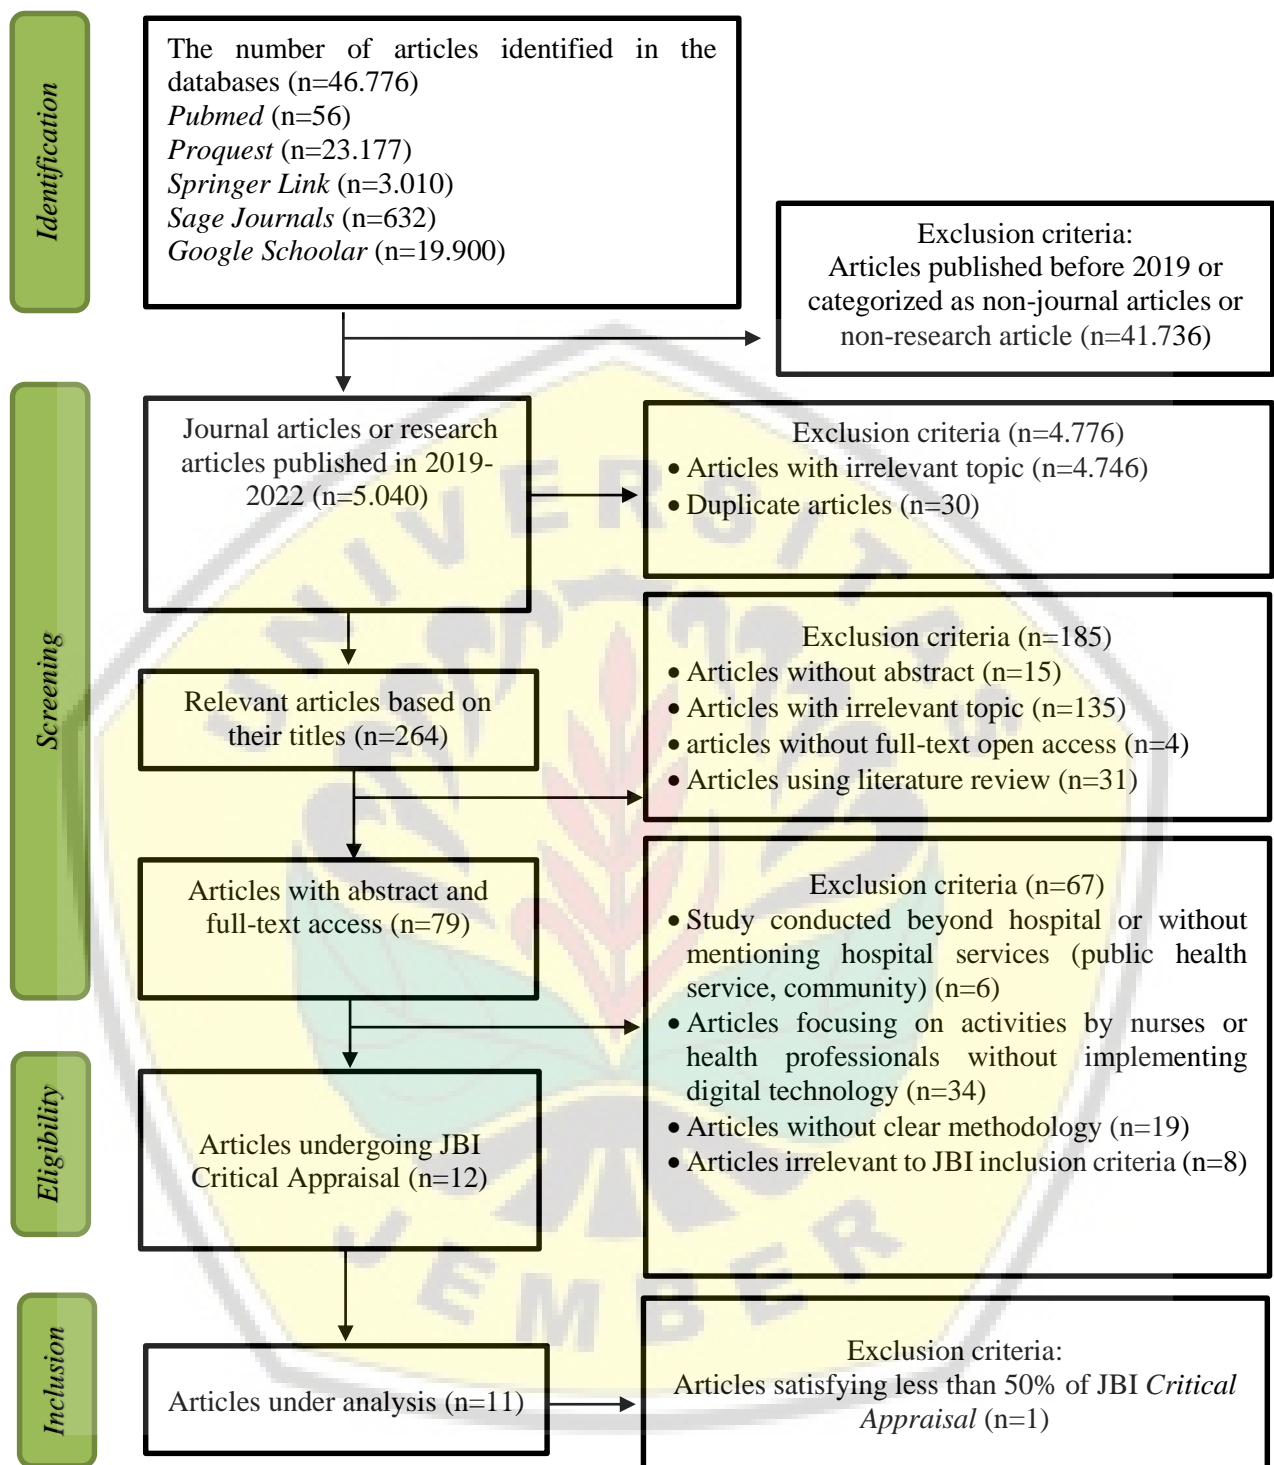 Identification
The number of articles identified in the
databases (n=46.776)
Pubmed (n=56)
Proquest (n=23.177)
Springer Link (n=3.010)
Sage Journals (n=632)
Google Schoolar (n=19.900)
Exclusion criteria:
Articles published before 2019 or
categorized as non-journal articles or
non-research article (n=41.736)
Screening
Journal articles or research
articles published in 2019-
2022 (n=5.040)
Exclusion criteria (n=4.776)
• Articles with irrelevant topic (n=4.746)
• Duplicate articles (n=30)
Relevant articles based on
their titles (n=264)
Exclusion criteria (n=185)
• Articles without abstract (n=15)
• Articles with irrelevant topic (n=135)
• articles without full-text open access (n=4)
• Articles using literature review (n=31)
Articles with abstract and
full-text access (n=79)
Exclusion criteria (n=67)
• Study conducted beyond hospital or without
mentioning hospital services (public health
service, community) (n=6)
• Articles focusing on activities by nurses or
health professionals without implementing
digital technology (n=34)
• Articles without clear methodology (n=19)
• Articles irrelevant to JBI inclusion criteria (n=8)
Eligibility
Articles undergoing JBI
Critical Appraisal (n=12)
Inclusion
Articles under analysis (n=11)
Exclusion criteria:
Articles satisfying less than 50% of JBI Critical
Appraisal (n=1)
UNIVERSITAS
JEMBER